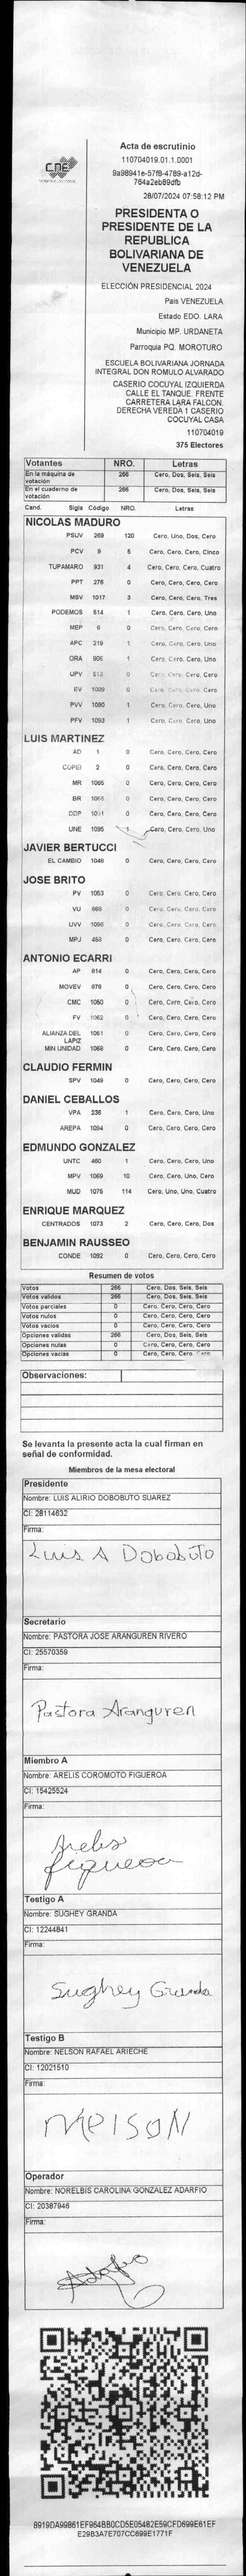 CNE
Acta de escrutinio
110704019.01.1.0001
9a98941e-57f8-4789-a12d-
764a2eb89dfb
28/07/2024 07:58:12 PM
PRESIDENTA O
PRESIDENTE DE LA
REPUBLICA
BOLIVARIANA DE
VENEZUELA
ELECCIÓN PRESIDENCIAL 2024
Pais VENEZUELA
Estado EDO. LARA
Municipio MP. URDANETA
Parroquia PQ. MOROTURO
ESCUELA BOLIVARIANA JORNADA
INTEGRAL DON ROMULO ALVARADO
CASERIO COCUYAL IZQUIERDA
CALLE EL TANQUE. FRENTE
CARRETERA LARA FALCON.
DERECHA VEREDA 1 CASERIO
COCUYAL CASA
110704019
375 Electores
Votantes NRO. Letras
En la máquina de votación 266 Cero, Dos, Seis, Seis
En el cuaderno de votación 266 Cero, Dos, Seis, Seis
Cand. Sigla Código NRO. Letras
NICOLAS MADURO
PSUV 269 120 Cero, Uno, Dos, Cero
PCV 9 5 Cero, Cero, Cero, Cinco
TUPAMARO 931 4 Cero, Cero, Cero, Cuatro
PPT 276 0 Cero, Cero, Cero, Cero
MSV 1017 3 Cero, Cero, Cero, Tres
PODEMOS 514 1 Cero, Cero, Cero, Uno
MEP 6 0 Cero, Cero, Cero, Cero
APC 219 1 Cero, Cero, Cero, Uno
ORA 905 1 Cero, Cero, Cero, Uno
UPV 0 Cero, Cero, Cero, Cero
EV 1089 0 Cero, Cero, Cero, Cero
PVV 1090 1 Cero, Cero, Cero, Uno
PFV 1093 1 Cero, Cero, Cero, Uno
LUIS MARTINEZ
AD 1 0 Cero, Cero, Cero, Cero
COPEI 2 0 Cero, Cero, Cero, Cero
MR 1065 0 Cero, Cero, Cero, Cero
BR 0 Cero, Cero, Cero, Cero
DDP 0 Cero, Cero, Cero, Cero
UNE 1095 1 Cero, Cero, Cero, Uno
JAVIER BERTUCCI
EL CAMBIO 1048 0 Cero, Cero, Cero, Cero
JOSE BRITO
PV 1053 0 Cero, Cero, Cero, Cero
VU 0 Cero, Cero, Cero, Cero
UVV 1098 0 Cero, Cero, Cero, Cero
MPJ 458 0 Cero, Cero, Cero, Cero
ANTONIO ECARRI
AP 814 0 Cero, Cero, Cero, Cero
MOVEV 978 0 Cero, Cero, Cero, Cero
CMC 1050 0 Cero, Cero, Cero, Cero
FV 1052 0 Cero, Cero, Cero, Cero
ALIANZA DEL LAPIZ 1051 0 Cero, Cero, Cero, Cero
MIN UNIDAD 1068 0 Cero, Cero, Cero, Cero
CLAUDIO FERMIN
SPV 1049 0 Cero, Cero, Cero, Cero
DANIEL CEBALLOS
VPA 236 1 Cero, Cero, Cero, Uno
AREPA 1094 0 Cero, Cero, Cero, Cero
EDMUNDO GONZALEZ
UNTC 460 1 Cero, Cero, Cero, Uno
MPV 1069 10 Cero, Cero, Uno, Cero
MUD 1075 114 Cero, Uno, Uno, Cuatro
ENRIQUE MARQUEZ
CENTRADOS 1073 2 Cero, Cero, Cero, Dos
BENJAMIN RAUSSEO
CONDE 1092 0 Cero, Cero, Cero, Cero
Resumen de votos
Votos 266 Cero, Dos, Seis, Seis
Votos validos 266 Cero, Dos, Seis, Seis
Votos parciales 0 Cero, Cero, Cero, Cero
Votos nulos 0 Cero, Cero, Cero, Cero
Votos vacios 0 Cero, Cero, Cero, Cero
Opciones validas 266 Cero, Dos, Seis, Seis
Opciones nulas 0 Cero, Cero, Cero, Cero
Opciones vacias 0 Cero, Cero, Cero, Cero
Observaciones:
Se levanta la presente acta la cual firman en
señal de conformidad.
Miembros de la mesa electoral
Presidente
Nombre: LUIS ALIRIO DOBOBUTO SUAREZ
CI: 28114632
Firma:
Luis A Dobobuto
Secretario
Nombre: PASTORA JOSE ARANGUREN RIVERO
CI: 25570359
Firma:
Pastora Aranguren
Miembro A
Nombre: ARELIS COROMOTO FIGUEROA
CI: 15425524
Firma:
Arelis
figueroa
Testigo A
Nombre: SUGHEY GRANDA
CI: 12244841
Firma:
Sughey Granda
Testigo B
Nombre: NELSON RAFAEL ARIECHE
CI: 12021510
Firma:
NelSON
Operador
Nombre: NORELBIS CAROLINA GONZALEZ ADARFIO
CI: 20387946
Firma:
Adarfio
8919DA99861EF964BB0CD5E05482E59CFD699E61EF
E29B3A7E707CC699E1771F